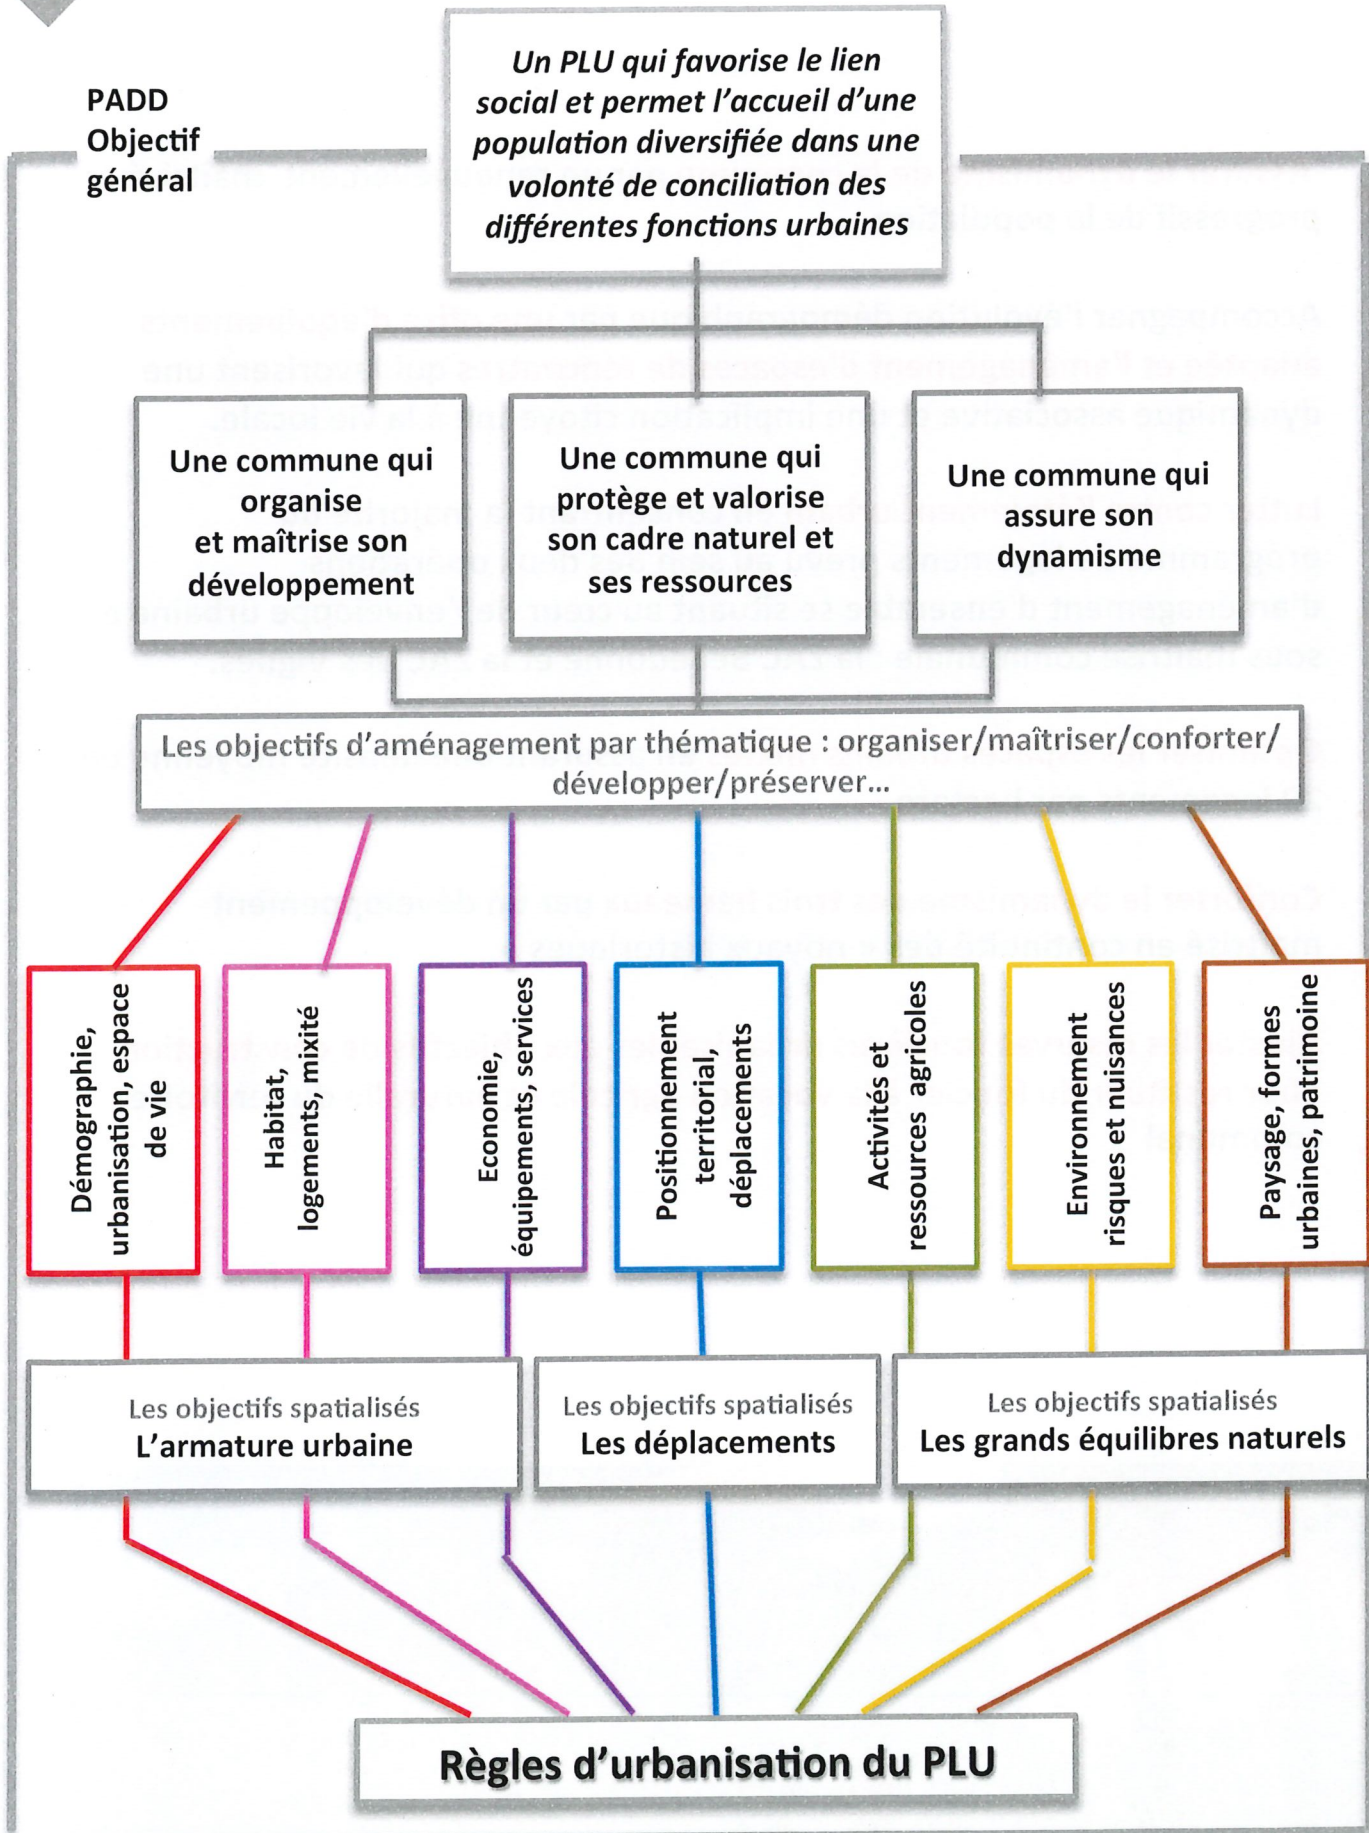 PADD
Objectif
général
Un PLU qui favorise le lien
social et permet l'accueil d'une
population diversifiée dans une
volonté de conciliation des
différentes fonctions urbaines
Une commune qui
organise
et maîtrise son
développement
Une commune qui
protège et valorise
son cadre naturel et
ses ressources
Une commune qui
assure son
dynamisme
Les objectifs d'aménagement par thématique : organiser/maîtriser/conforter/
développer/préserver...
Démographie,
urbanisation, espace
de vie
Habitat,
logements, mixité
Economie,
équipements, services
Positionnement
territorial,
déplacements
Activités et
ressources agricoles
Environnement
risques et nuisances
Paysage, formes
urbaines, patrimoine
Les objectifs spatialisés
L'armature urbaine
Les objectifs spatialisés
Les déplacements
Les objectifs spatialisés
Les grands équilibres naturels
Règles d'urbanisation du PLU